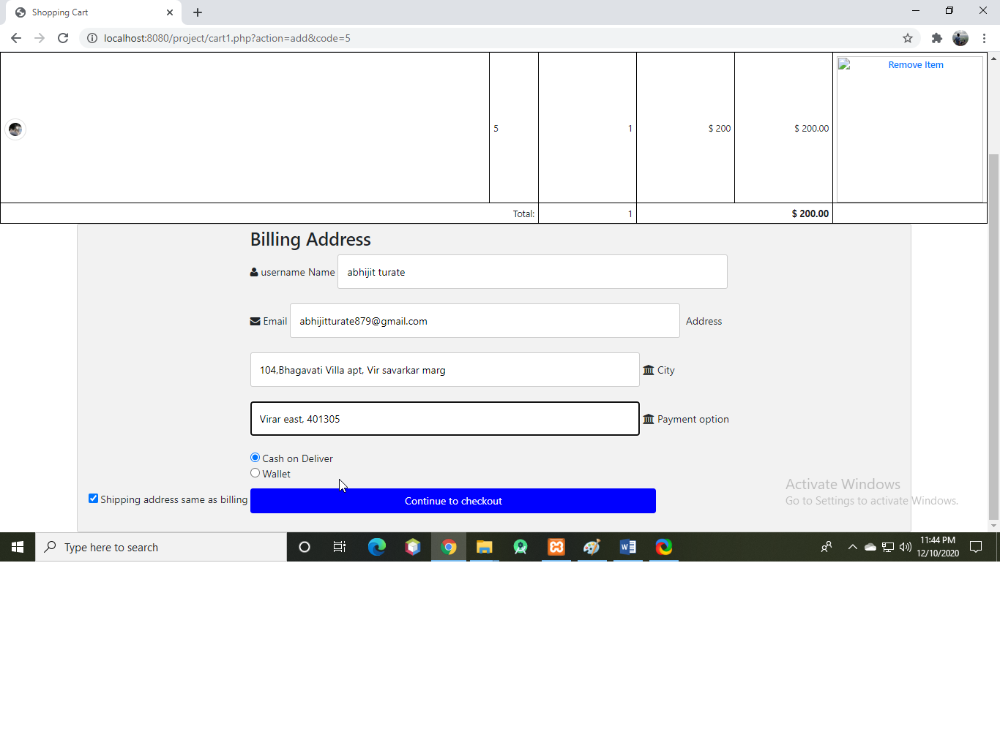 Shopping Cart
localhost:8080/project/cart1.php?action=add&code=5
Remove Item
5 1 $ 200 $ 200.00
Total: 1 $ 200.00
Billing Address
username Name abhijit turate
Email abhijitturate879@gmail.com Address
104,Bhagavati Villa apt, Vir savarkar marg City
Virar east, 401305 Payment option
Cash on Deliver
Wallet
Shipping address same as billing Continue to checkout
Activate Windows
Go to Settings to activate Windows.
Type here to search
11:44 PM
12/10/2020